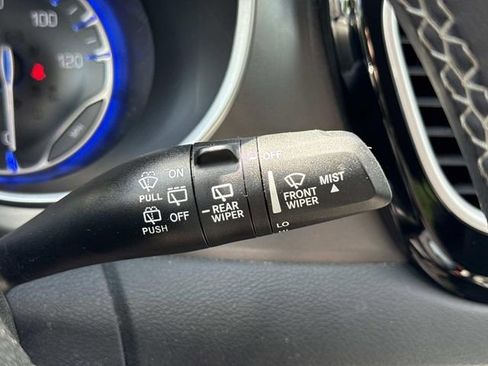 100
120
PULL
PUSH
ON
OFF
REAR
WIPER
OFF
FRONT
WIPER
MIST
LO